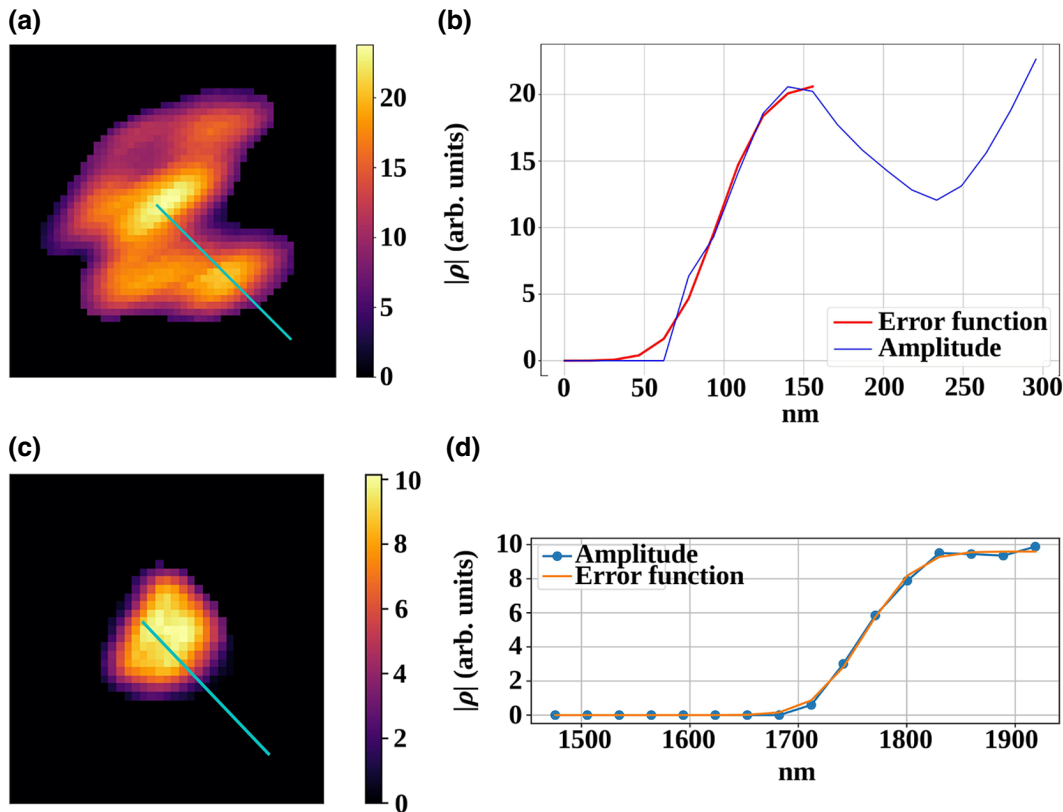 (a)
20
15
10
5
0
(b)
|ρ| (arb. units)
20
15
10
5
0
Error function
Amplitude
0 50 100 150 200 250 300
nm
(c)
10
8
6
4
2
0
(d)
|ρ| (arb. units)
10
8
6
4
2
0
Amplitude
Error function
1500 1600 1700 1800 1900
nm